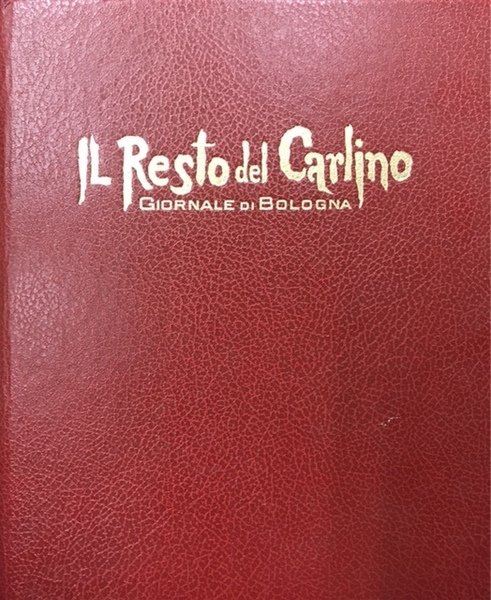 IL Resto del Carlino
GIORNALE DI BOLOGNA